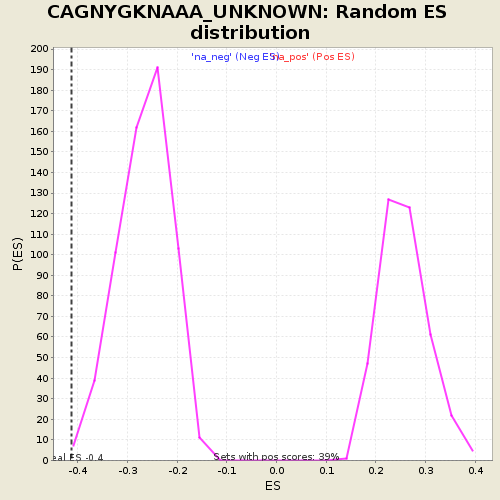 CAGNYGKNAAA_UNKNOWN: Random ES
distribution
'na_neg' (Neg ES) 'na_pos' (Pos ES)
200
190
180
170
160
150
140
130
120
110
100
90
80
70
60
50
40
30
20
10
0
P(ES)
ES -0.4
Sets with pos scores: 39%
-0.4 -0.3 -0.2 -0.1 0.0 0.1 0.2 0.3 0.4
ES